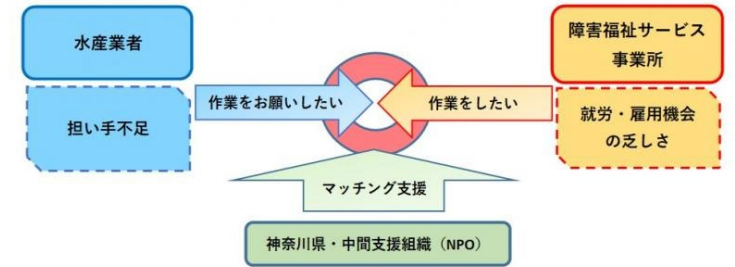 水産業者
担い手不足
作業をお願いしたい
作業をしたい
障害福祉サービス
事業所
就労・雇用機会
の乏しさ
マッチング支援
神奈川県・中間支援組織（NPO）